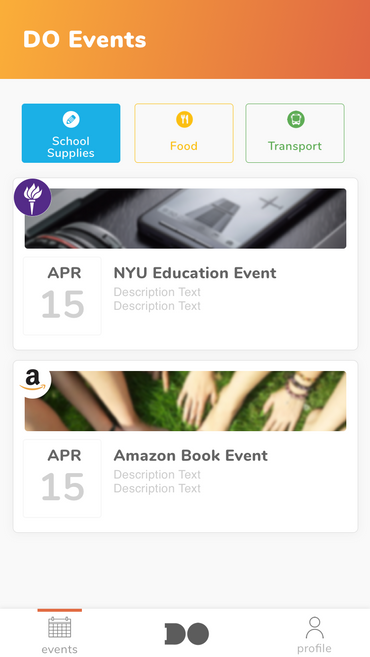 DO Events
School
Supplies
Food
Transport
APR
15
NYU Education Event
Description Text
Description Text
a
APR
15
Amazon Book Event
Description Text
Description Text
events
DO
profile